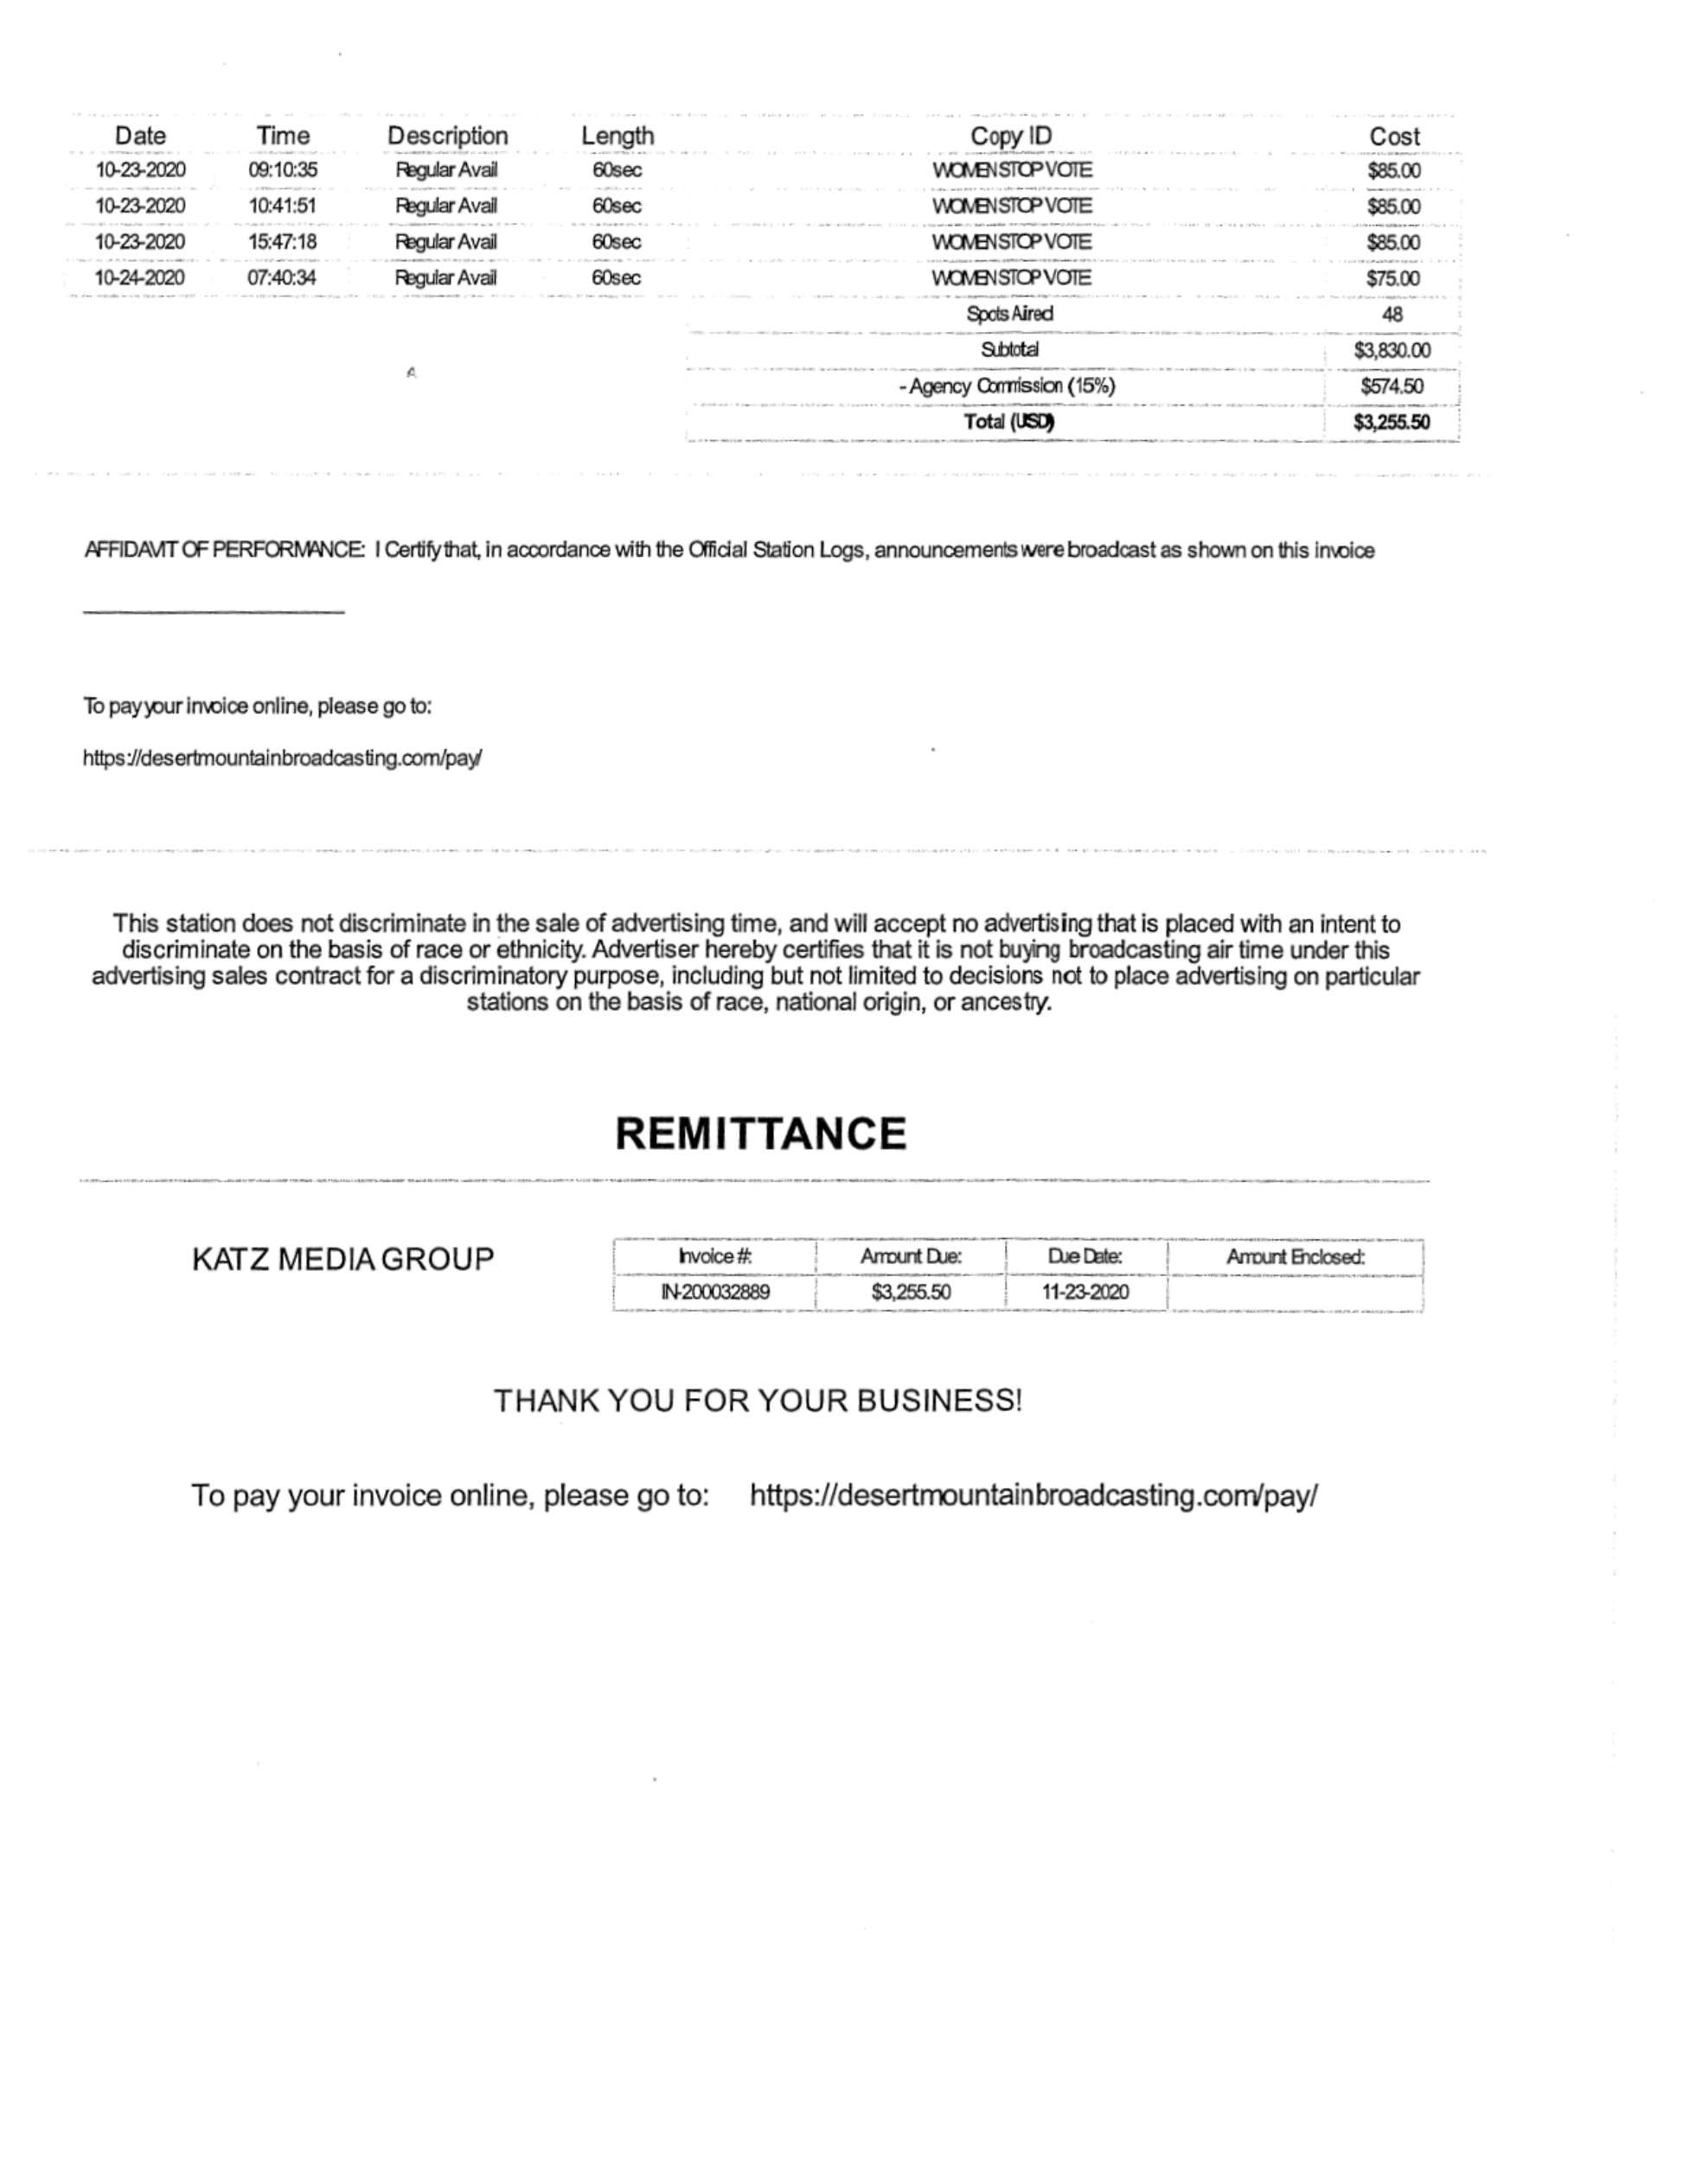 Date Time Description Length Copy ID Cost
10-23-2020 09:10:35 Regular Avail 60sec WOMEN STOP VOTE $85.00
10-23-2020 10:41:51 Regular Avail 60sec WOMEN STOP VOTE $85.00
10-23-2020 15:47:18 Regular Avail 60sec WOMEN STOP VOTE $85.00
10-24-2020 07:40:34 Regular Avail 60sec WOMEN STOP VOTE $75.00
Spots Aired 48
Subtotal $3,830.00
- Agency Commission (15%) $574.50
Total (USD) $3,255.50
AFFIDAVIT OF PERFORMANCE: I Certify that, in accordance with the Official Station Logs, announcements were broadcast as shown on this invoice
To pay your invoice online, please go to:
https://desertmountainbroadcasting.com/pay/
This station does not discriminate in the sale of advertising time, and will accept no advertising that is placed with an intent to
discriminate on the basis of race or ethnicity. Advertiser hereby certifies that it is not buying broadcasting air time under this
advertising sales contract for a discriminatory purpose, including but not limited to decisions not to place advertising on particular
stations on the basis of race, national origin, or ancestry.
REMITTANCE
KATZ MEDIA GROUP
Invoice #: Amount Due: Due Date: Amount Enclosed:
IN-200032889 $3,255.50 11-23-2020
THANK YOU FOR YOUR BUSINESS!
To pay your invoice online, please go to: https://desertmountainbroadcasting.com/pay/